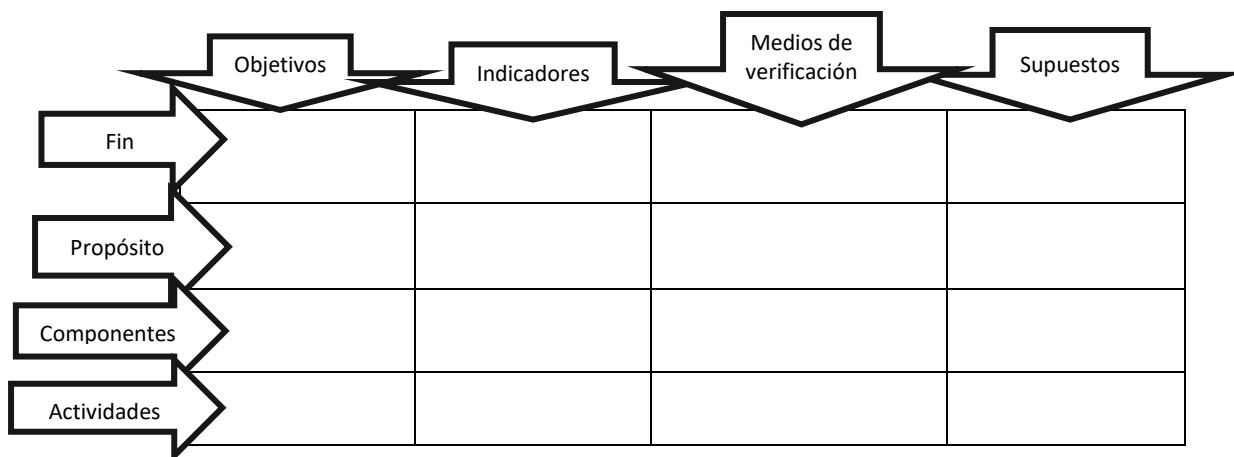 Objetivos
Indicadores
Medios de
verificación
Supuestos
Fin
Propósito
Componentes
Actividades